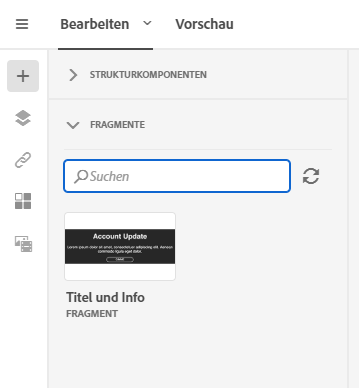 Bearbeiten
Vorschau
STRUKTURKOMPONENTEN
FRAGMENTE
Suchen
Account Update
Lorem ipsum dolor sit amet, consectetuer adipiscing elit. Aenean
commodo ligula eget dolor.
Titel und Info
FRAGMENT